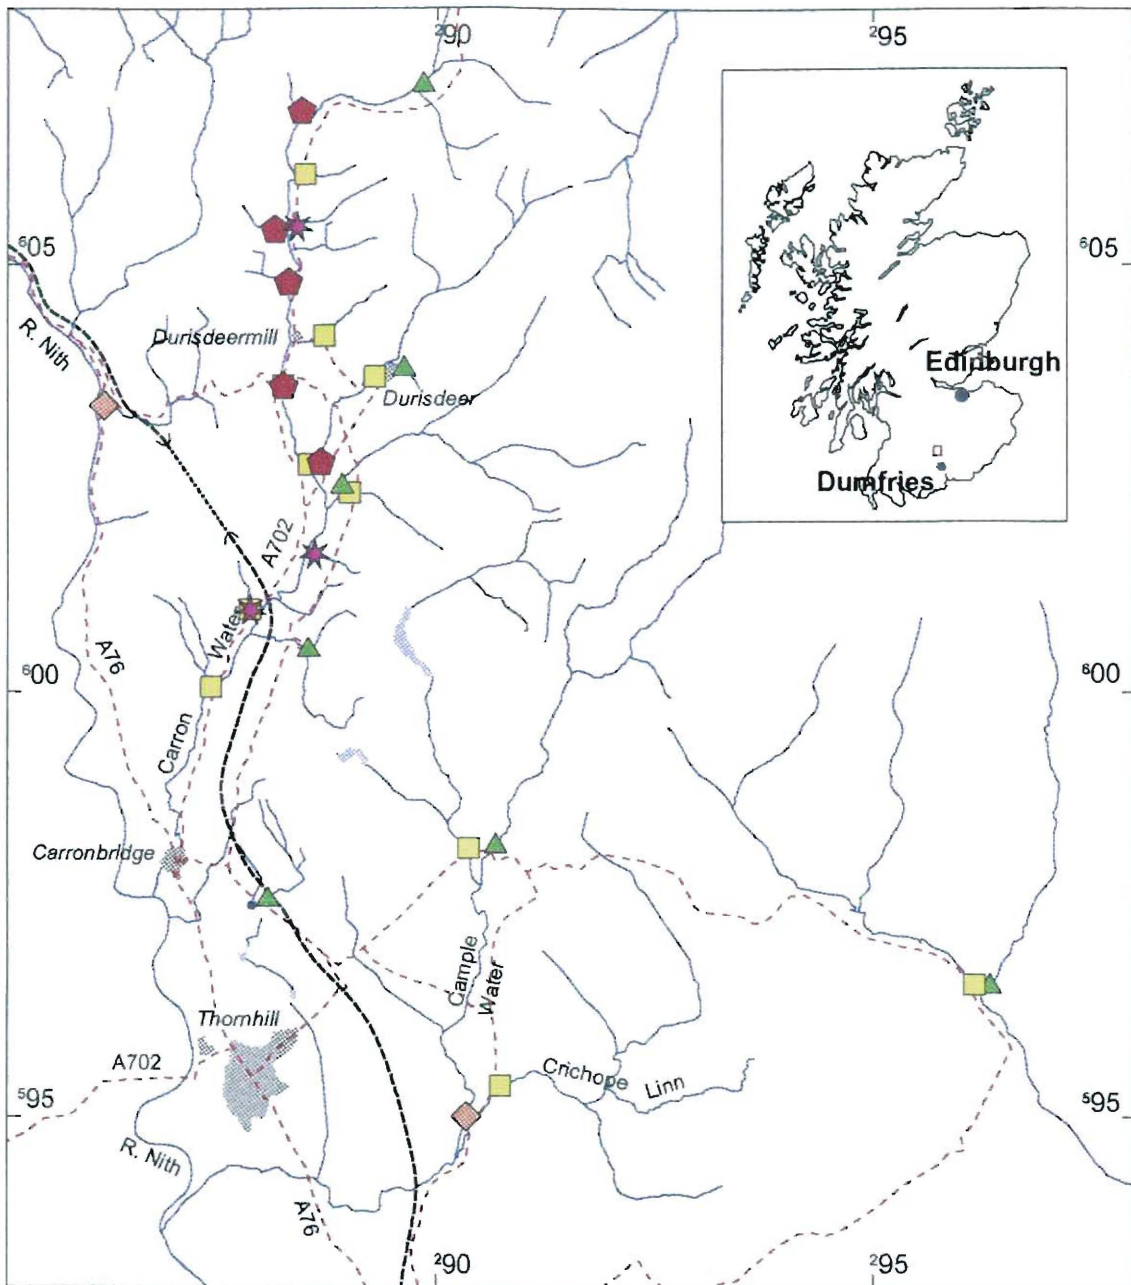 ²90
²95
⁶05
⁶05
R. Nith
Durisdeermill
Durisdeer
Edinburgh
Dumfries
A702
Water
A76
⁶00
⁶00
Carron
Carronbridge
Cample
Water
Thornhill
A702
Crichope
Linn
⁵95
⁵95
R. Nith
A76
²90
²95